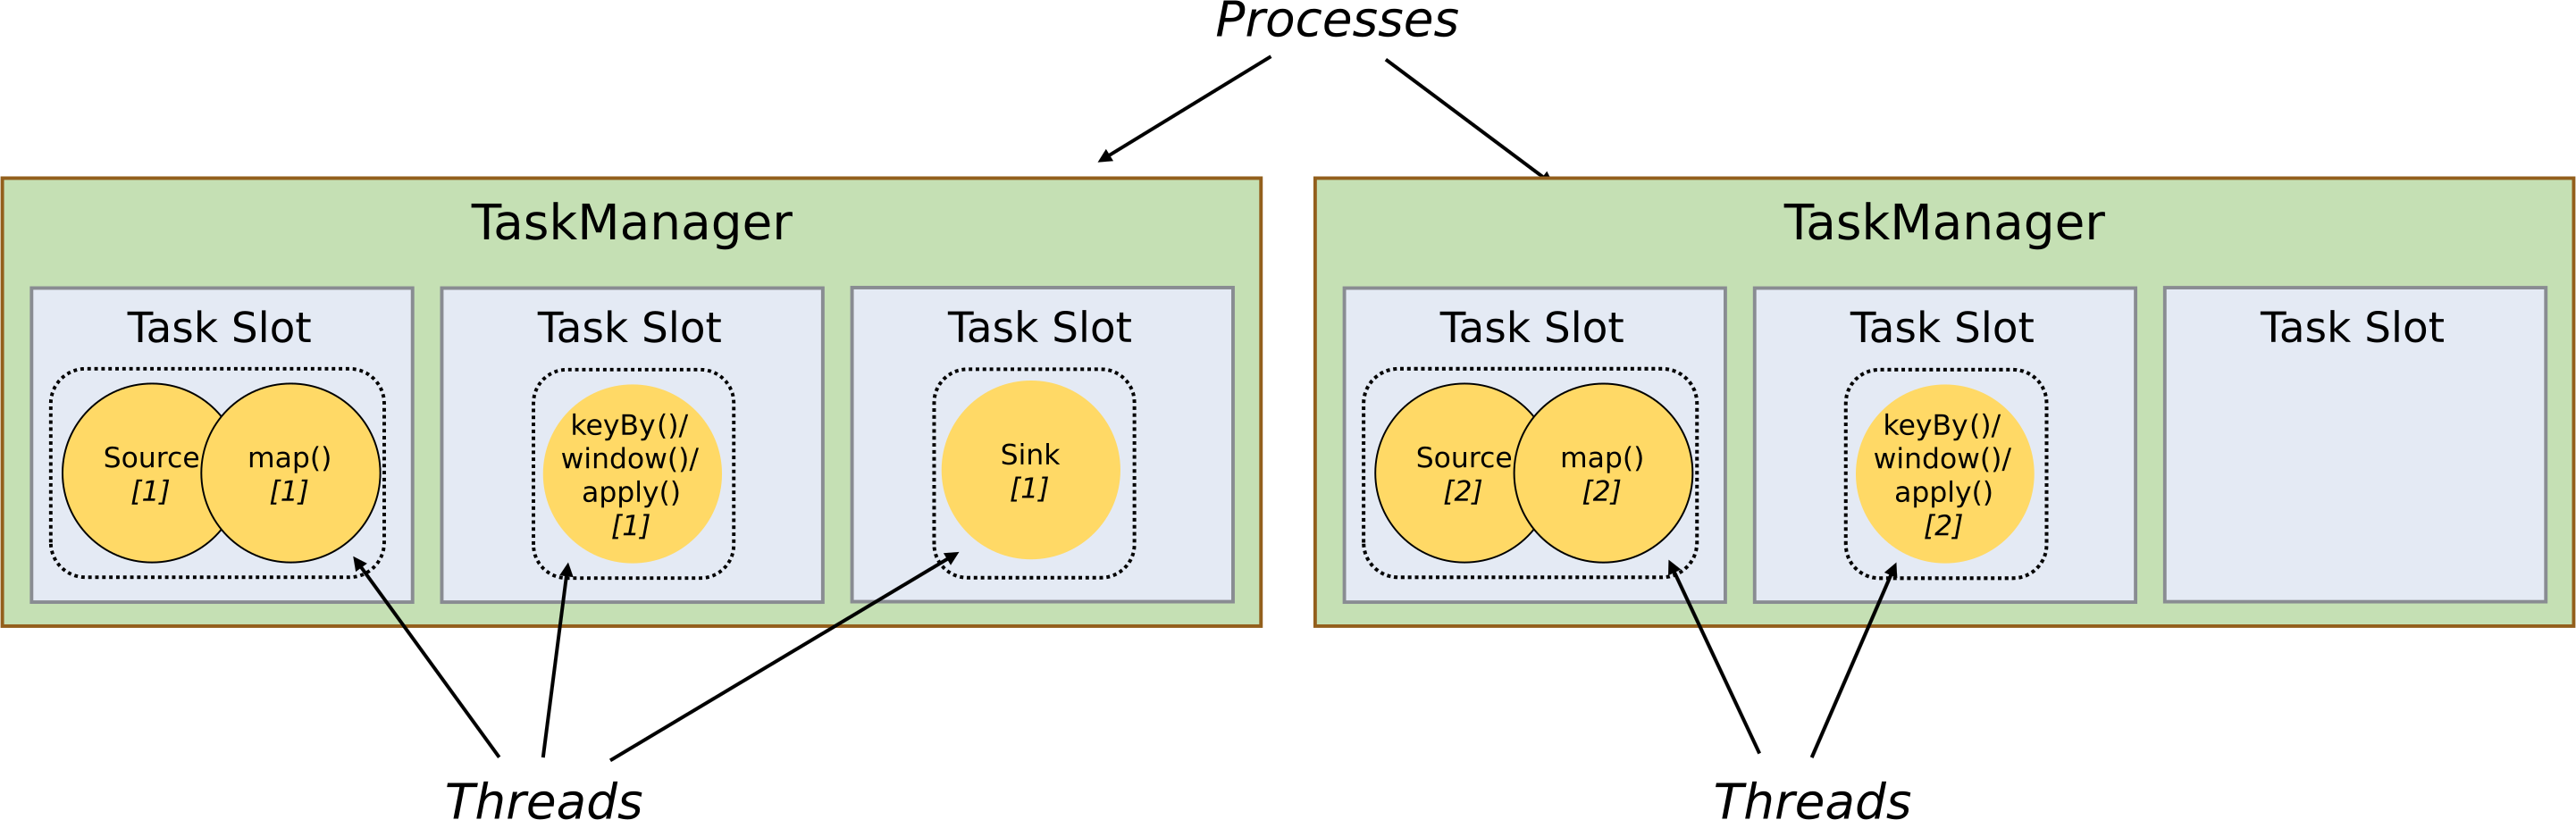 Processes
TaskManager
Task Slot
Source
[1]
map()
[1]
Task Slot
keyBy()/
window()/
apply()
[1]
Task Slot
Sink
[1]
TaskManager
Task Slot
Source
[2]
map()
[2]
Task Slot
keyBy()/
window()/
apply()
[2]
Task Slot
Threads
Threads